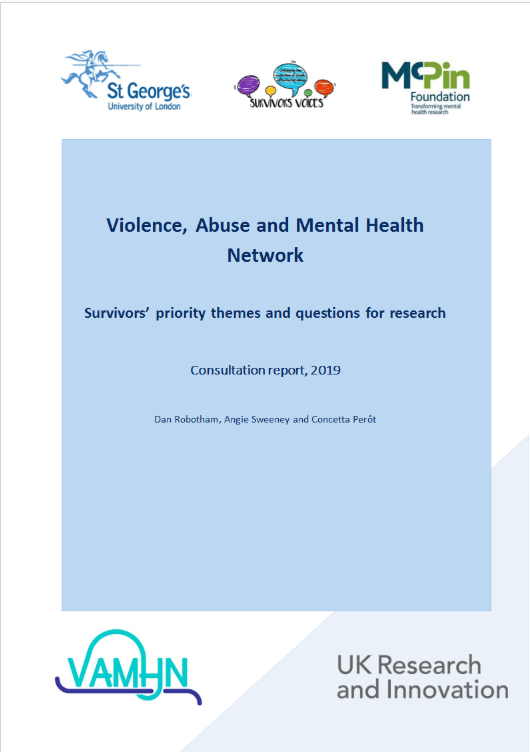 St George's
University of London
SURVIVORS VOICES
McPin
Foundation
Transforming mental
health research
Violence, Abuse and Mental Health
Network
Survivors' priority themes and questions for research
Consultation report, 2019
Dan Robotham, Angie Sweeney and Concetta Perôt
VAMHN
UK Research
and Innovation